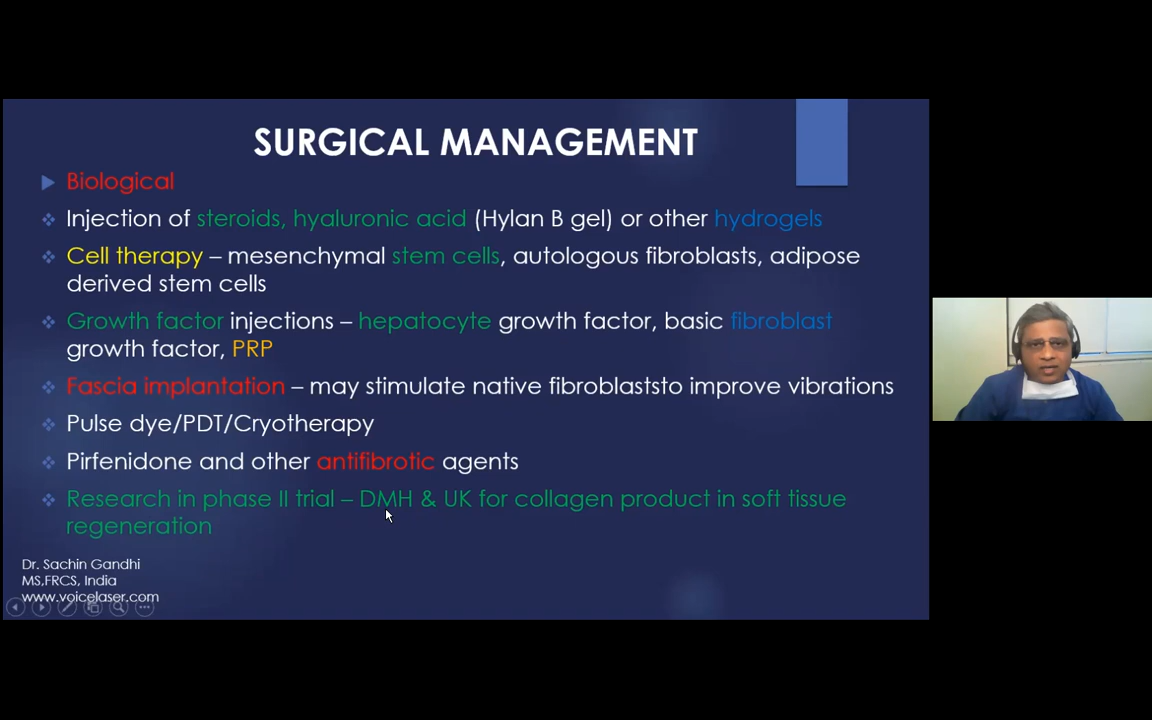 SURGICAL MANAGEMENT
Biological
Injection of steroids, hyaluronic acid (Hylan B gel) or other hydrogels
Cell therapy – mesenchymal stem cells, autologous fibroblasts, adipose
derived stem cells
Growth factor injections – hepatocyte growth factor, basic fibroblast
growth factor, PRP
Fascia implantation – may stimulate native fibroblaststo improve vibrations
Pulse dye/PDT/Cryotherapy
Pirfenidone and other antifibrotic agents
Research in phase II trial – DMH & UK for collagen product in soft tissue
regeneration
Dr. Sachin Gandhi
MS,FRCS, India
www.voicelaser.com